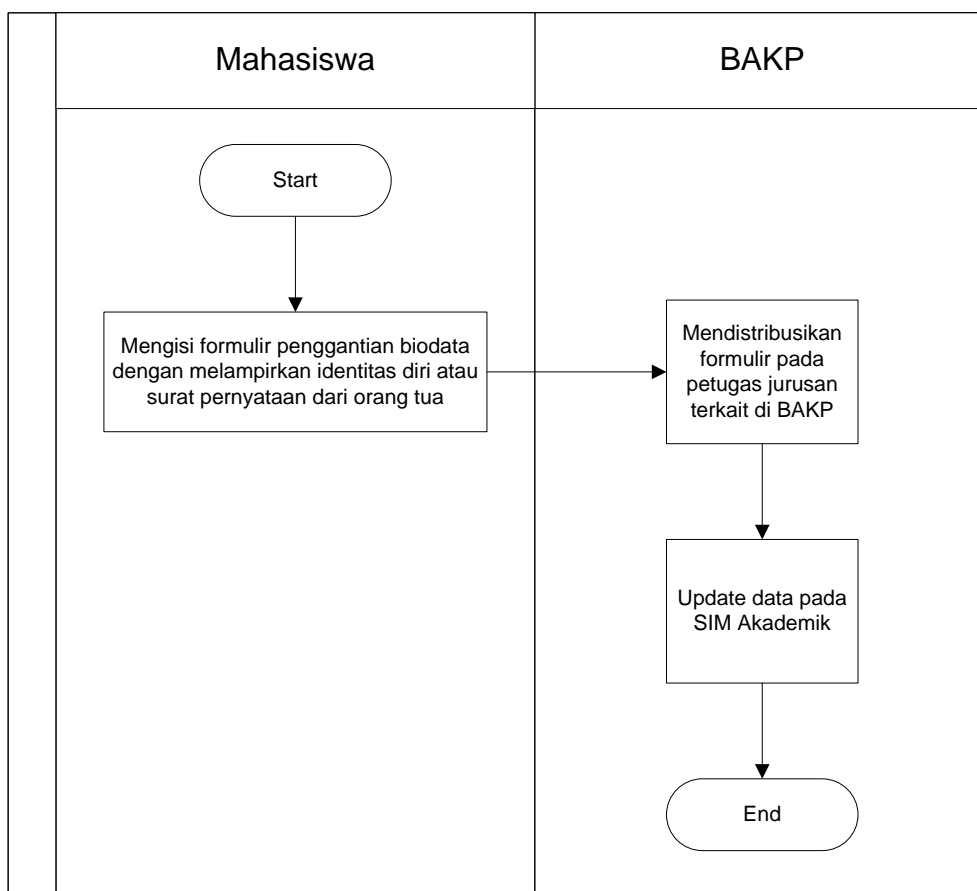 Mahasiswa
BAKP
Start
Mengisi formulir penggantian biodata
dengan melampirkan identitas diri atau
surat pernyataan dari orang tua
Mendistribusikan
formulir pada
petugas jurusan
terkait di BAKP
Update data pada
SIM Akademik
End